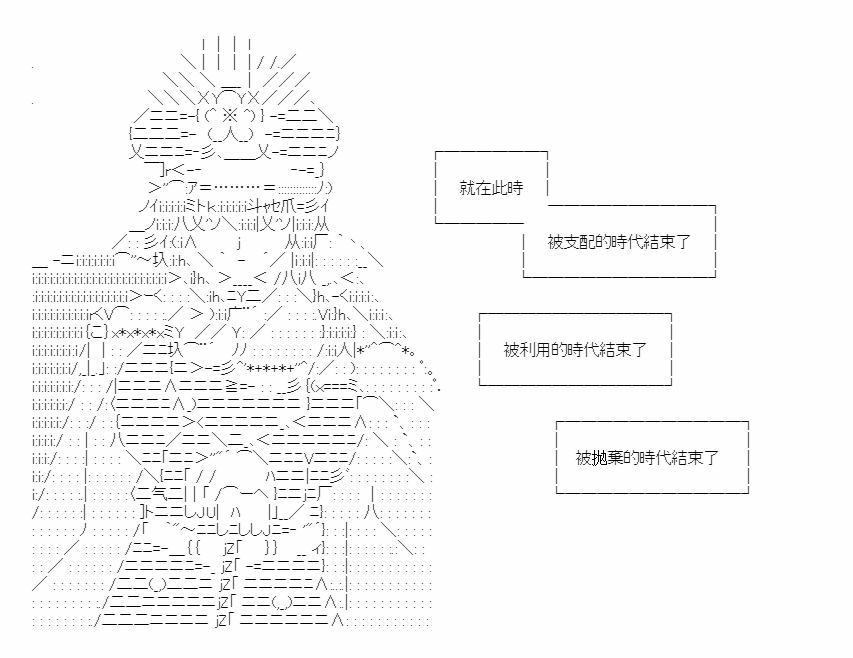 就在此時
被支配的時代結束了
被利用的時代結束了
被拋棄的時代結束了